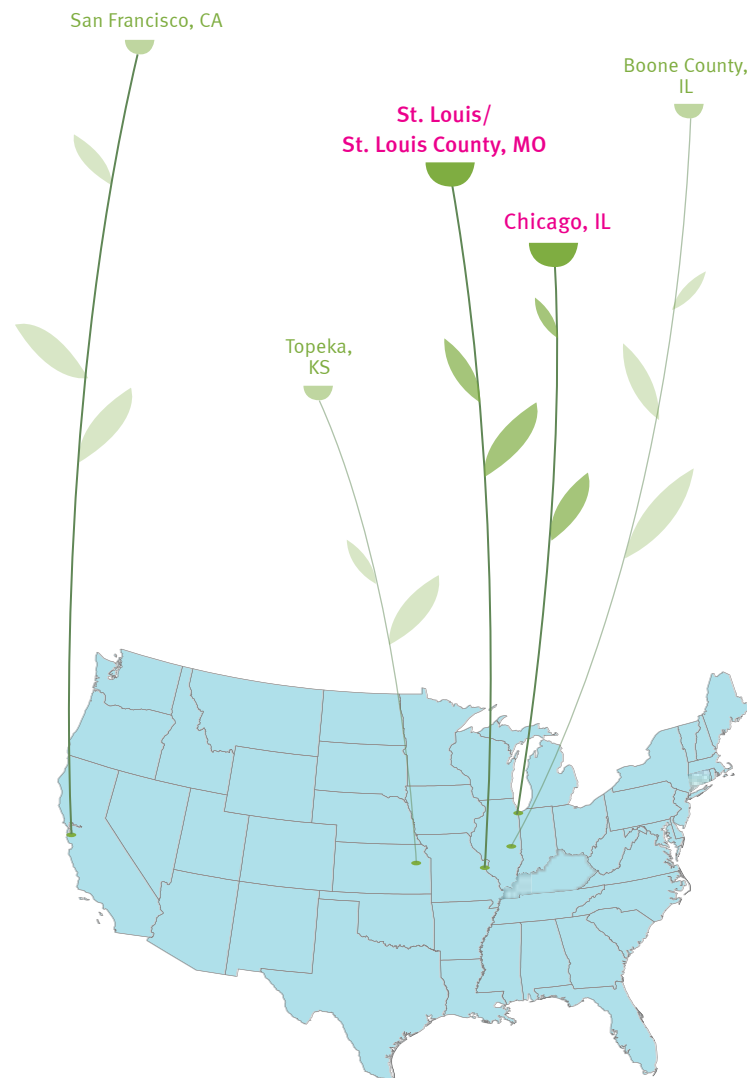 San Francisco, CA
Boone County,
IL
St. Louis/
St. Louis County, MO
Chicago, IL
Topeka,
KS